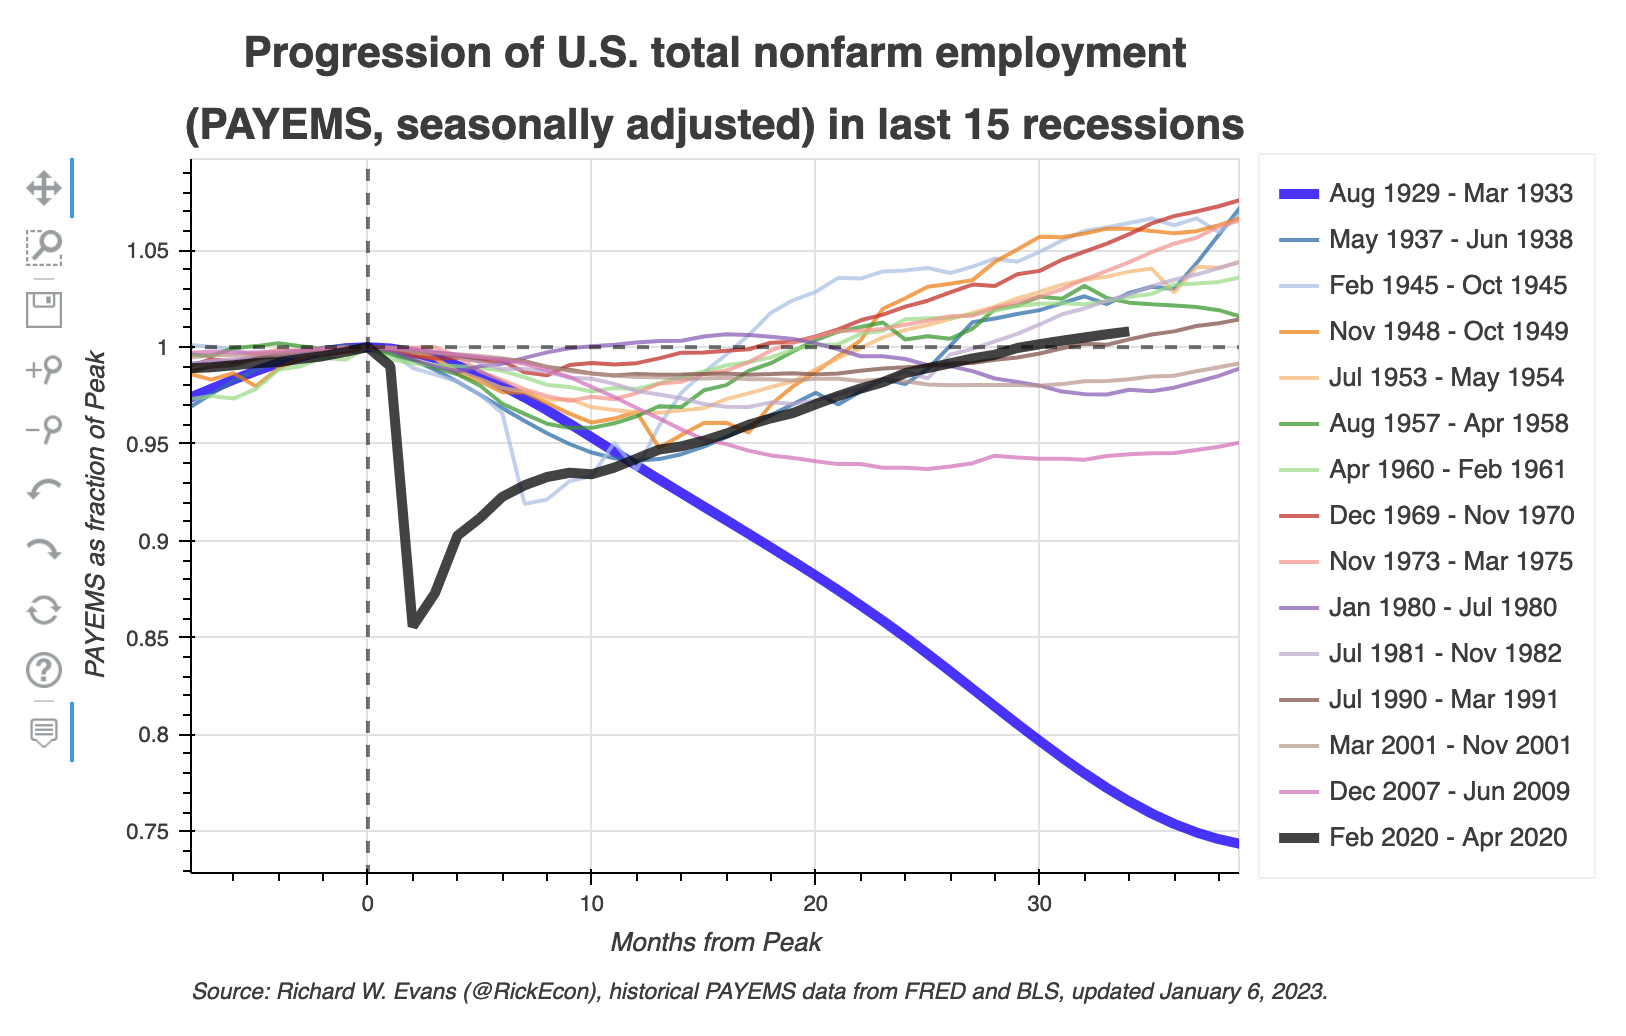 Progression of U.S. total nonfarm employment
(PAYEMS, seasonally adjusted) in last 15 recessions
PAYEMS as fraction of Peak
1.05
1
0.95
0.9
0.85
0.8
0.75
0
10
20
30
Months from Peak
Aug 1929 - Mar 1933
May 1937 - Jun 1938
Feb 1945 - Oct 1945
Nov 1948 - Oct 1949
Jul 1953 - May 1954
Aug 1957 - Apr 1958
Apr 1960 - Feb 1961
Dec 1969 - Nov 1970
Nov 1973 - Mar 1975
Jan 1980 - Jul 1980
Jul 1981 - Nov 1982
Jul 1990 - Mar 1991
Mar 2001 - Nov 2001
Dec 2007 - Jun 2009
Feb 2020 - Apr 2020
Source: Richard W. Evans (@RickEcon), historical PAYEMS data from FRED and BLS, updated January 6, 2023.